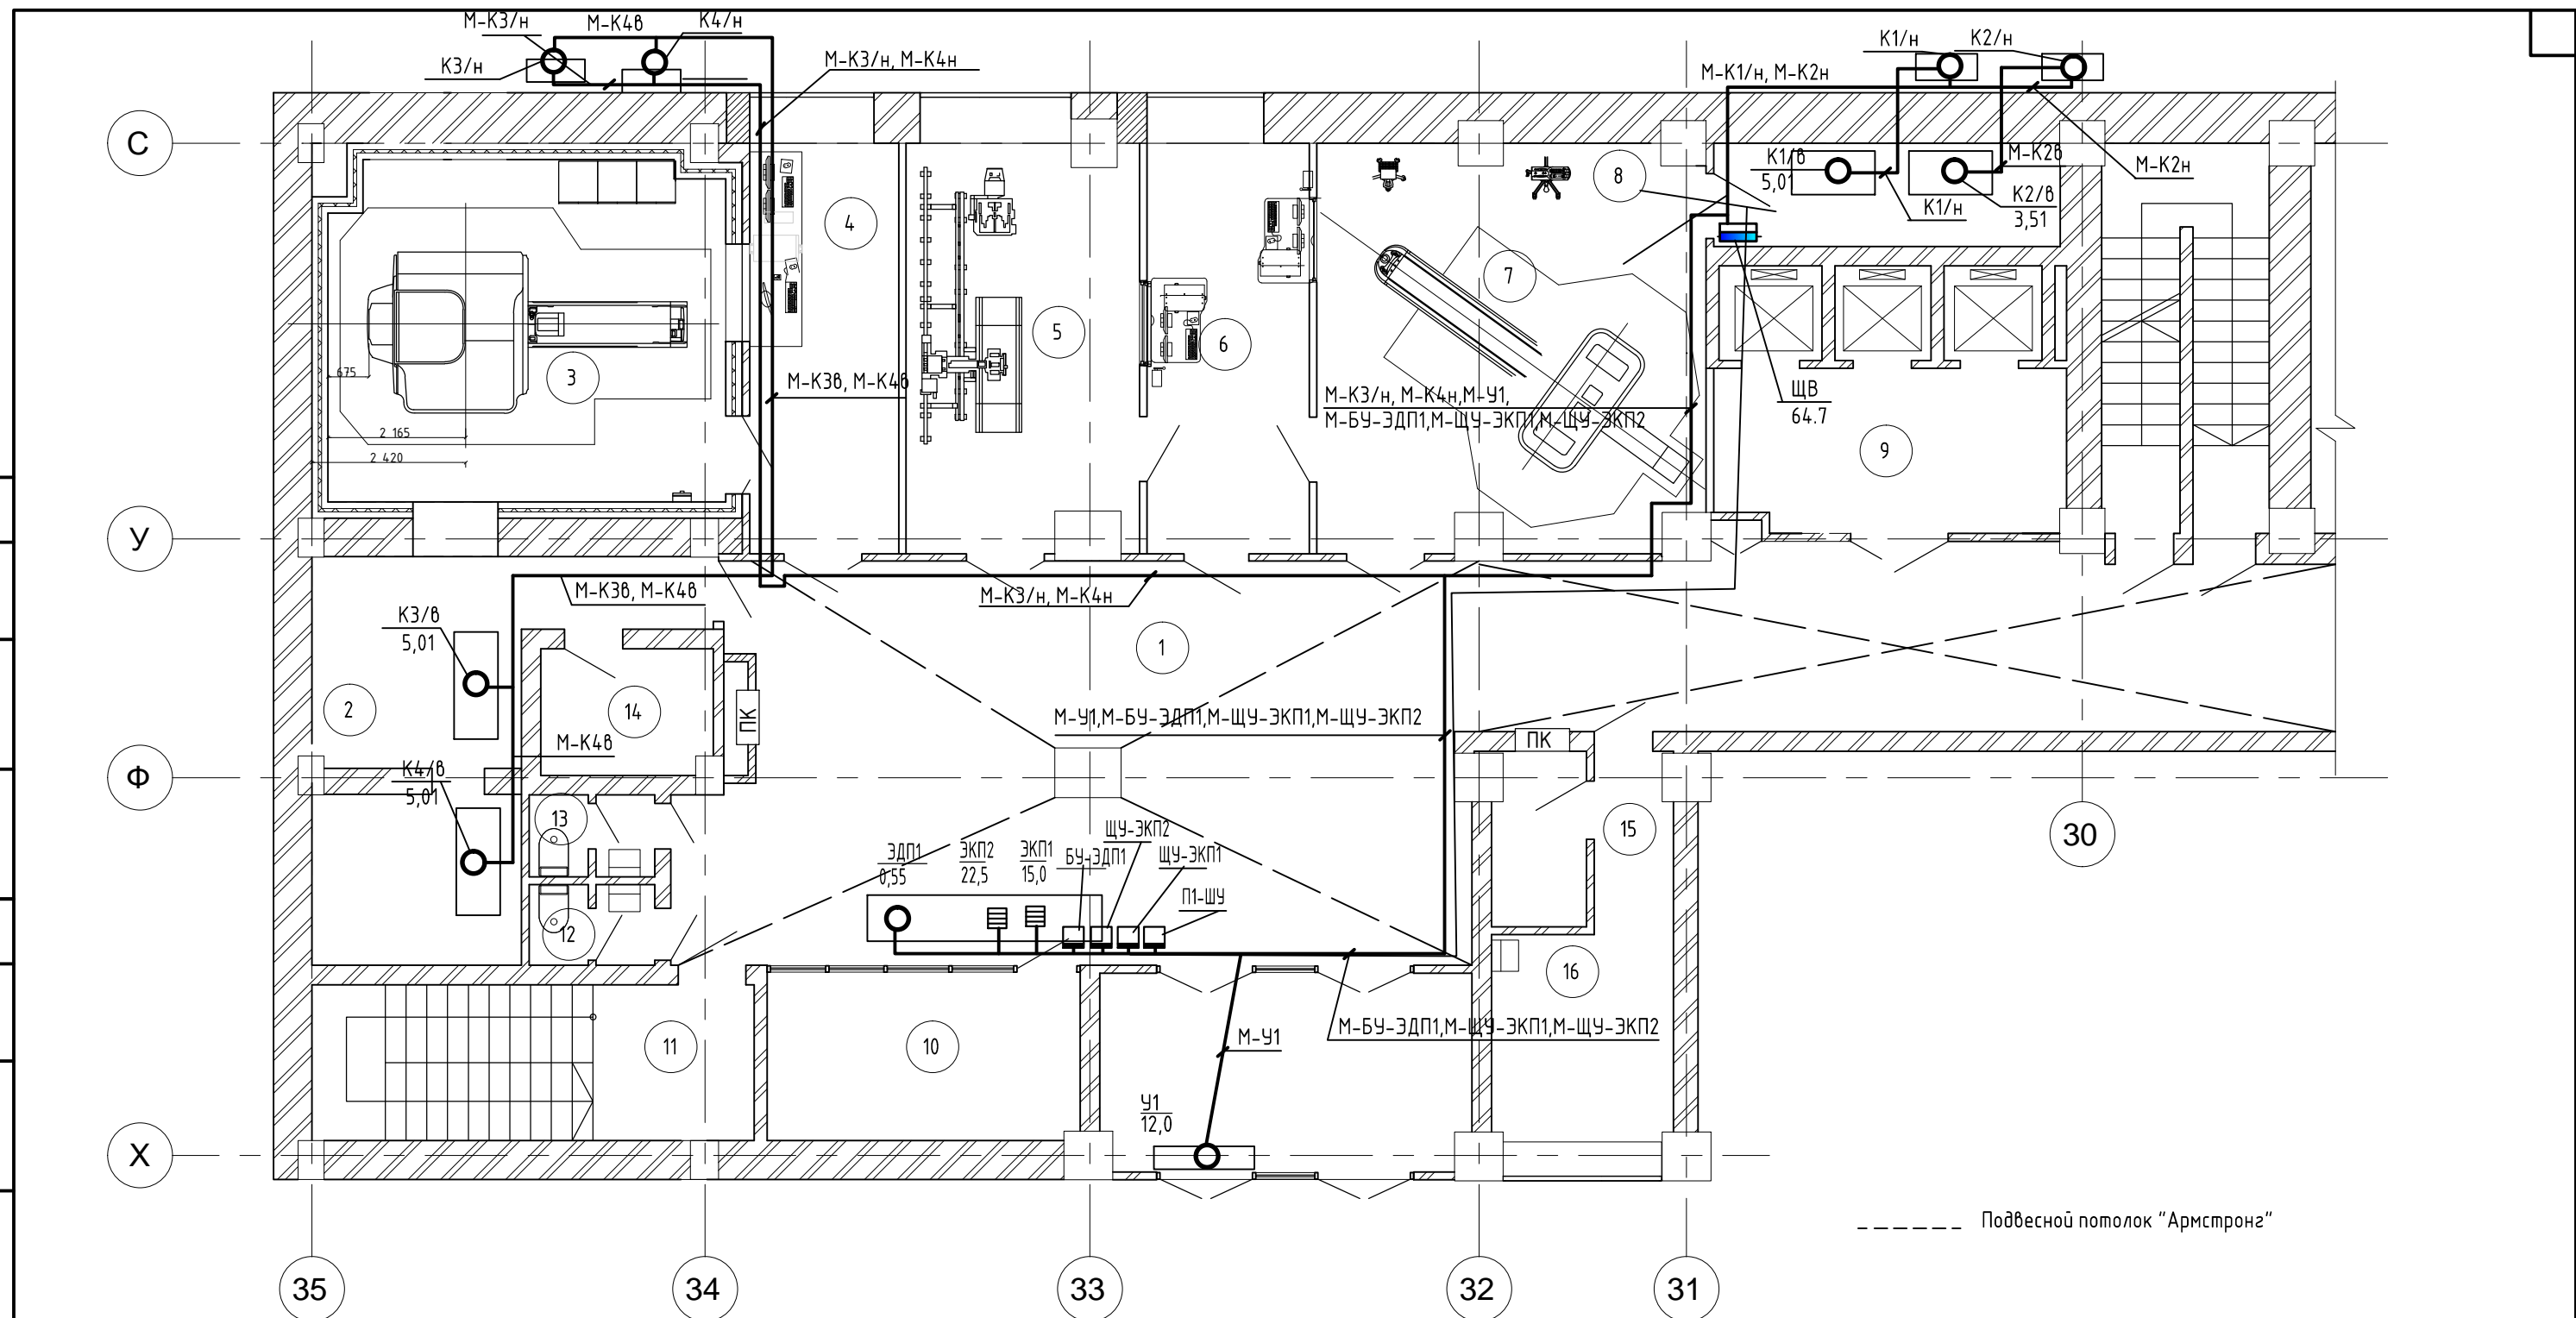 М-К3/н
М-К4в
К4/н
К3/н
М-К3/н, М-К4н
К1/н
К2/н
М-К1/н, М-К2н
С
К1/в
5,01
М-К2в
М-К2н
К1/н
К2/в
3,51
8
4
7
5
6
3
675
2 165
2 420
М-К3в, М-К4в
М-К3/н, М-К4н,М-У1,
М-БУ-ЭДП1,М-ЩУ-ЭКП1,М-ЩУ-ЭКП2
ЩВ
64.7
9
У
М-К3в, М-К4в
М-К3/н, М-К4н
К3/в
5,01
1
2
14
ПК
М-У1,М-БУ-ЭДП1,М-ЩУ-ЭКП1,М-ЩУ-ЭКП2
ПК
М-К4в
Ф
К4/в
5,01
13
15
30
ЭДП1
0,55
ЭКП2
22,5
ЭКП1
15,0
БУ-ЭДП1
ЩУ-ЭКП2
ЩУ-ЭКП1
П1-ШУ
12
16
11
10
М-У1
М-БУ-ЭДП1,М-ЩУ-ЭКП1,М-ЩУ-ЭКП2
У1
12,0
Х
Подвесной потолок "Армстронг"
35
34
33
32
31